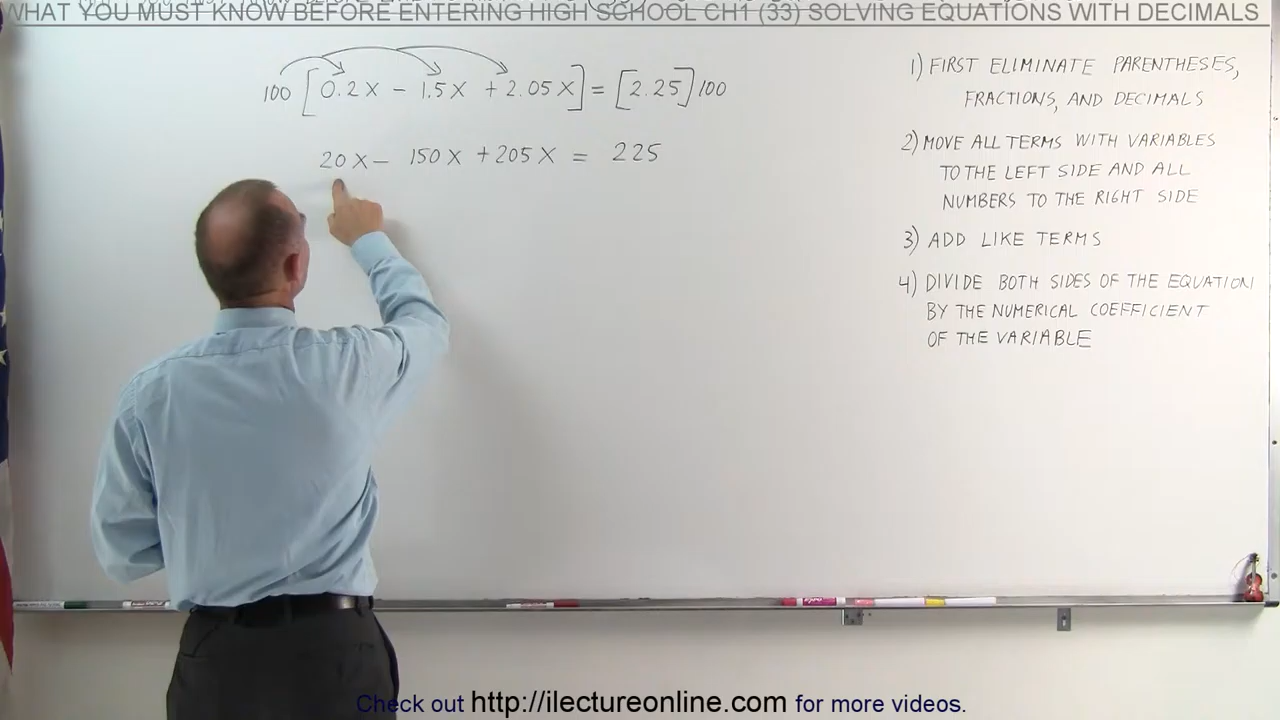 WHAT YOU MUST KNOW BEFORE ENTERING HIGH SCHOOL CH1 (33) SOLVING EQUATIONS WITH DECIMALS
100 [0.2X - 1.5X + 2.05X] = [2.25] 100
20X - 150X + 205X = 225
1) FIRST ELIMINATE PARENTHESES,
FRACTIONS, AND DECIMALS
2) MOVE ALL TERMS WITH VARIABLES
TO THE LEFT SIDE AND ALL
NUMBERS TO THE RIGHT SIDE
3) ADD LIKE TERMS
4) DIVIDE BOTH SIDES OF THE EQUATION
BY THE NUMERICAL COEFFICIENT
OF THE VARIABLE
Check out http://ilectureonline.com for more videos.